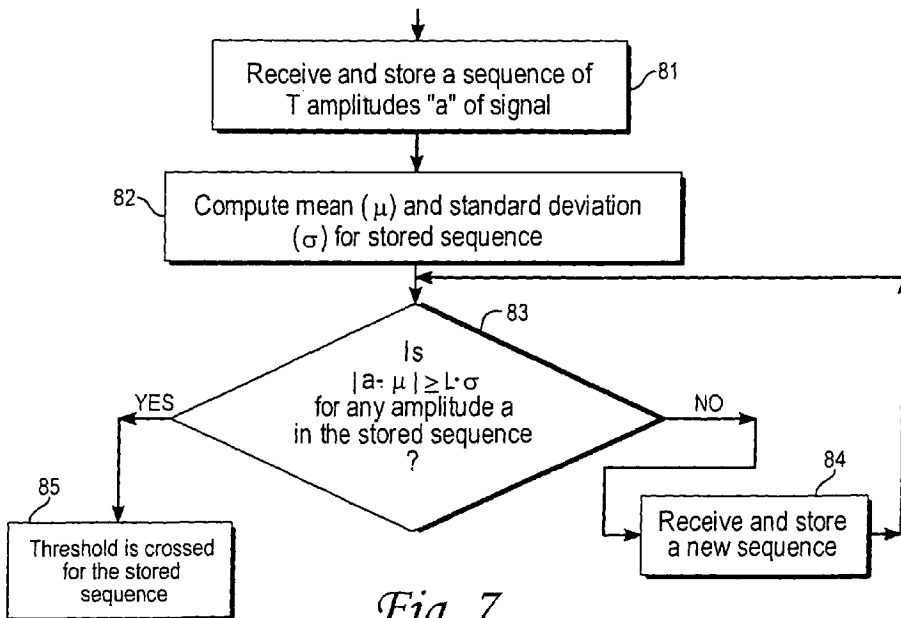 Receive and store a sequence of
T amplitudes "a" of signal
81
82
Compute mean (μ) and standard deviation
(σ) for stored sequence
83
Is
|a- μ| ≥ L·σ
for any amplitude a
in the stored sequence
?
YES
NO
84
Receive and store
a new sequence
85
Threshold is crossed
for the stored
sequence
Fig. 7